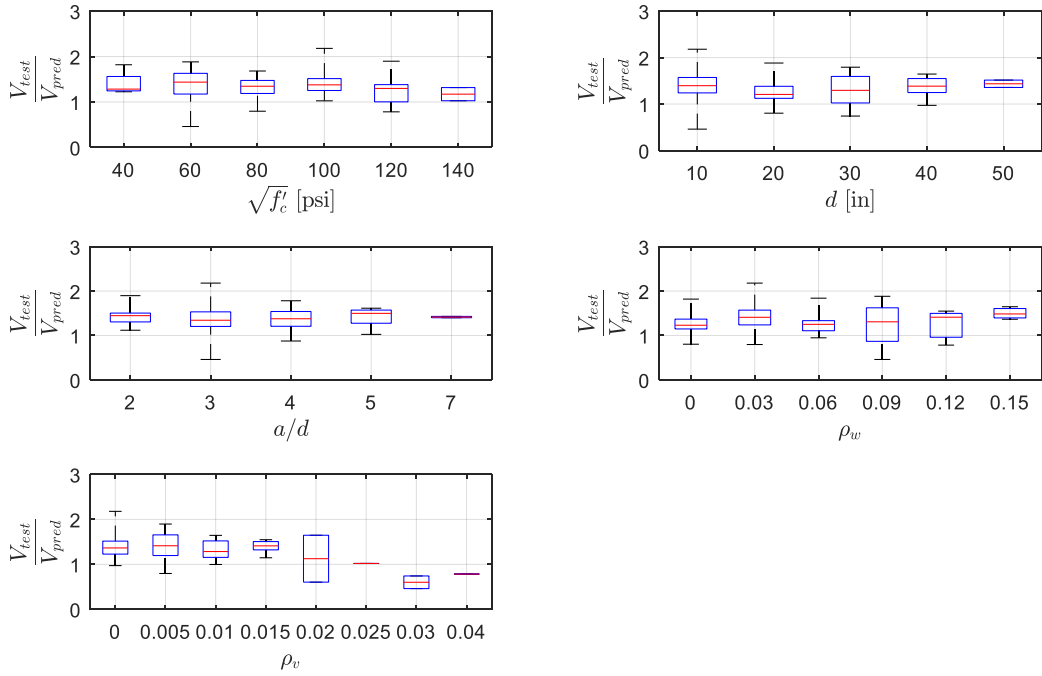 3
2
1
0
V_test / V_pred
40 60 80 100 120 140
√f′c [psi]
3
2
1
0
V_test / V_pred
10 20 30 40 50
d [in]
3
2
1
0
V_test / V_pred
2 3 4 5 7
a/d
3
2
1
0
V_test / V_pred
0 0.03 0.06 0.09 0.12 0.15
ρ_w
3
2
1
0
V_test / V_pred
0 0.005 0.01 0.015 0.02 0.025 0.03 0.04
ρ_v